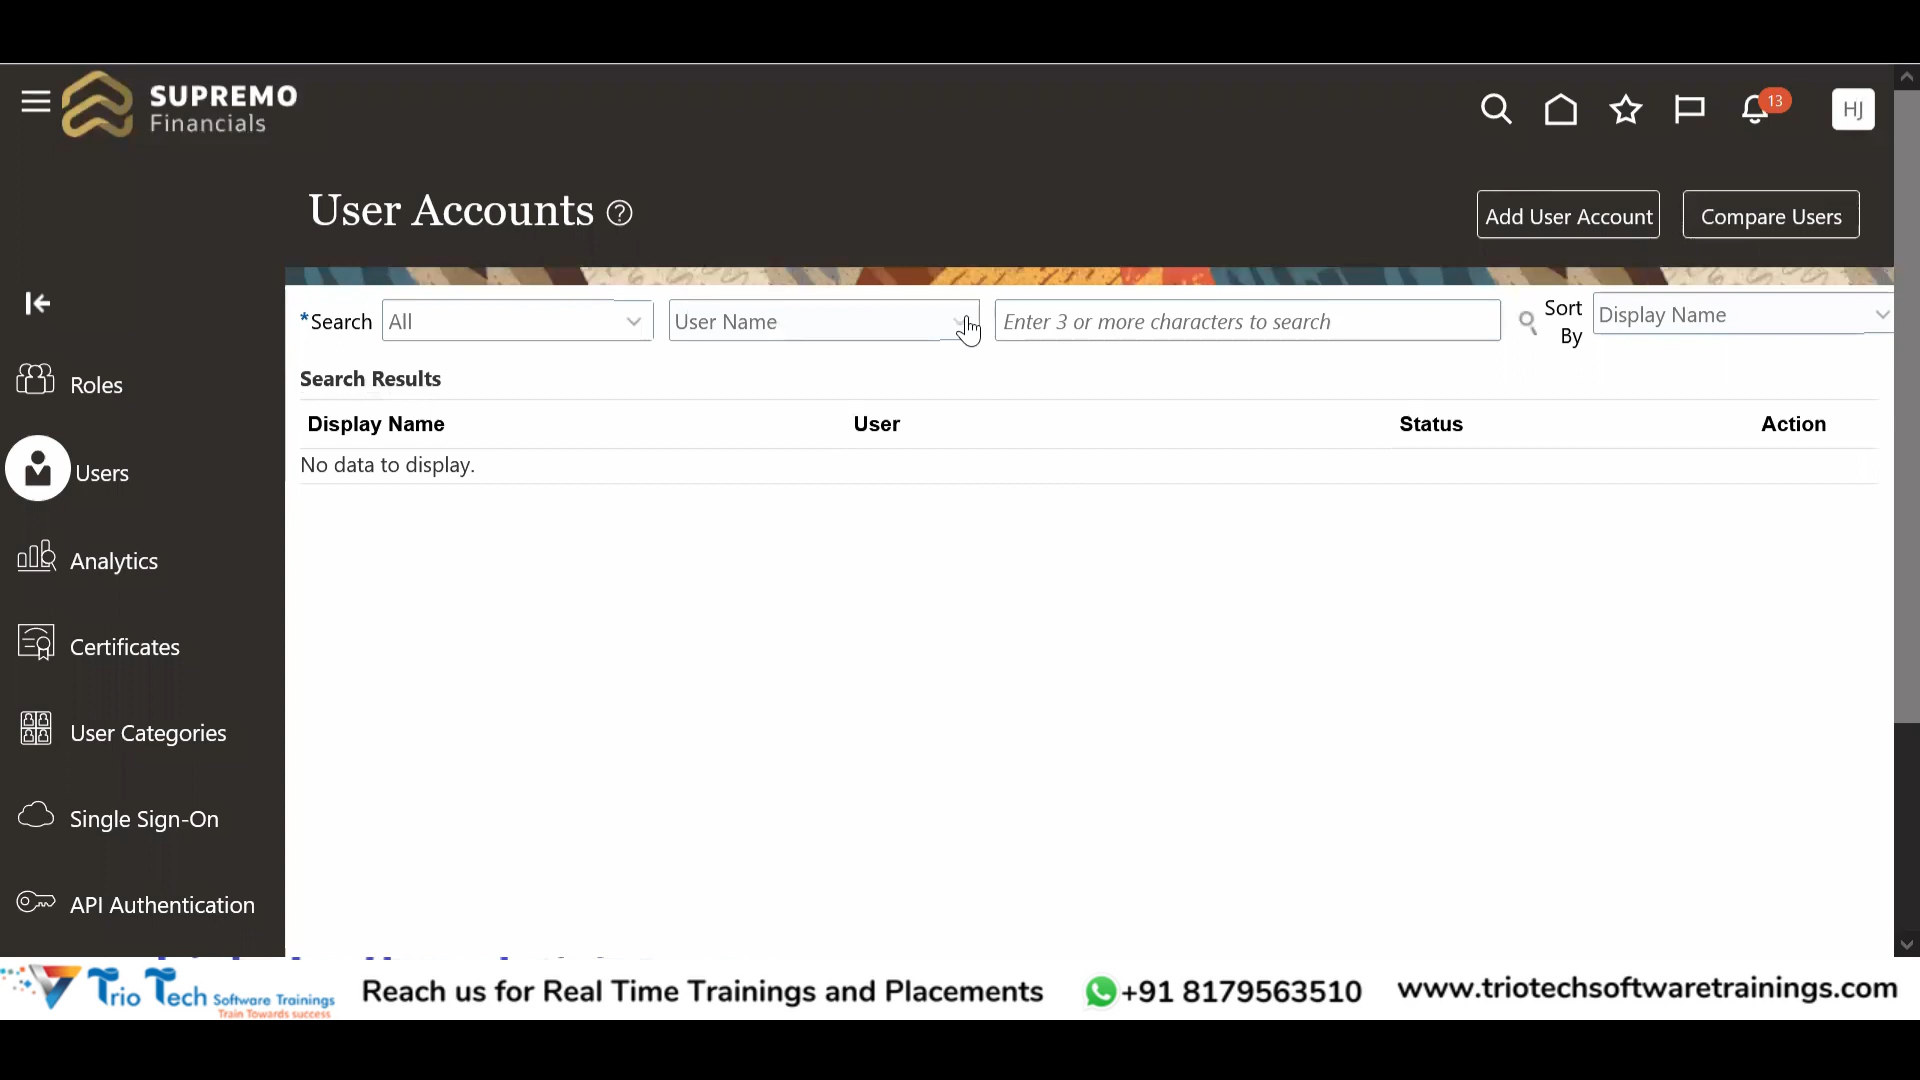 SUPREMO
Financials
13
HJ
User Accounts
Add User Account
Compare Users
*Search
All
User Name
Enter 3 or more characters to search
Sort
By
Display Name
Search Results
Display Name User Status Action
No data to display.
Roles
Users
Analytics
Certificates
User Categories
Single Sign-On
API Authentication
Trio Tech Software Trainings
Train Towards success
Reach us for Real Time Trainings and Placements
+91 8179563510
www.triotechsoftwaretrainings.com